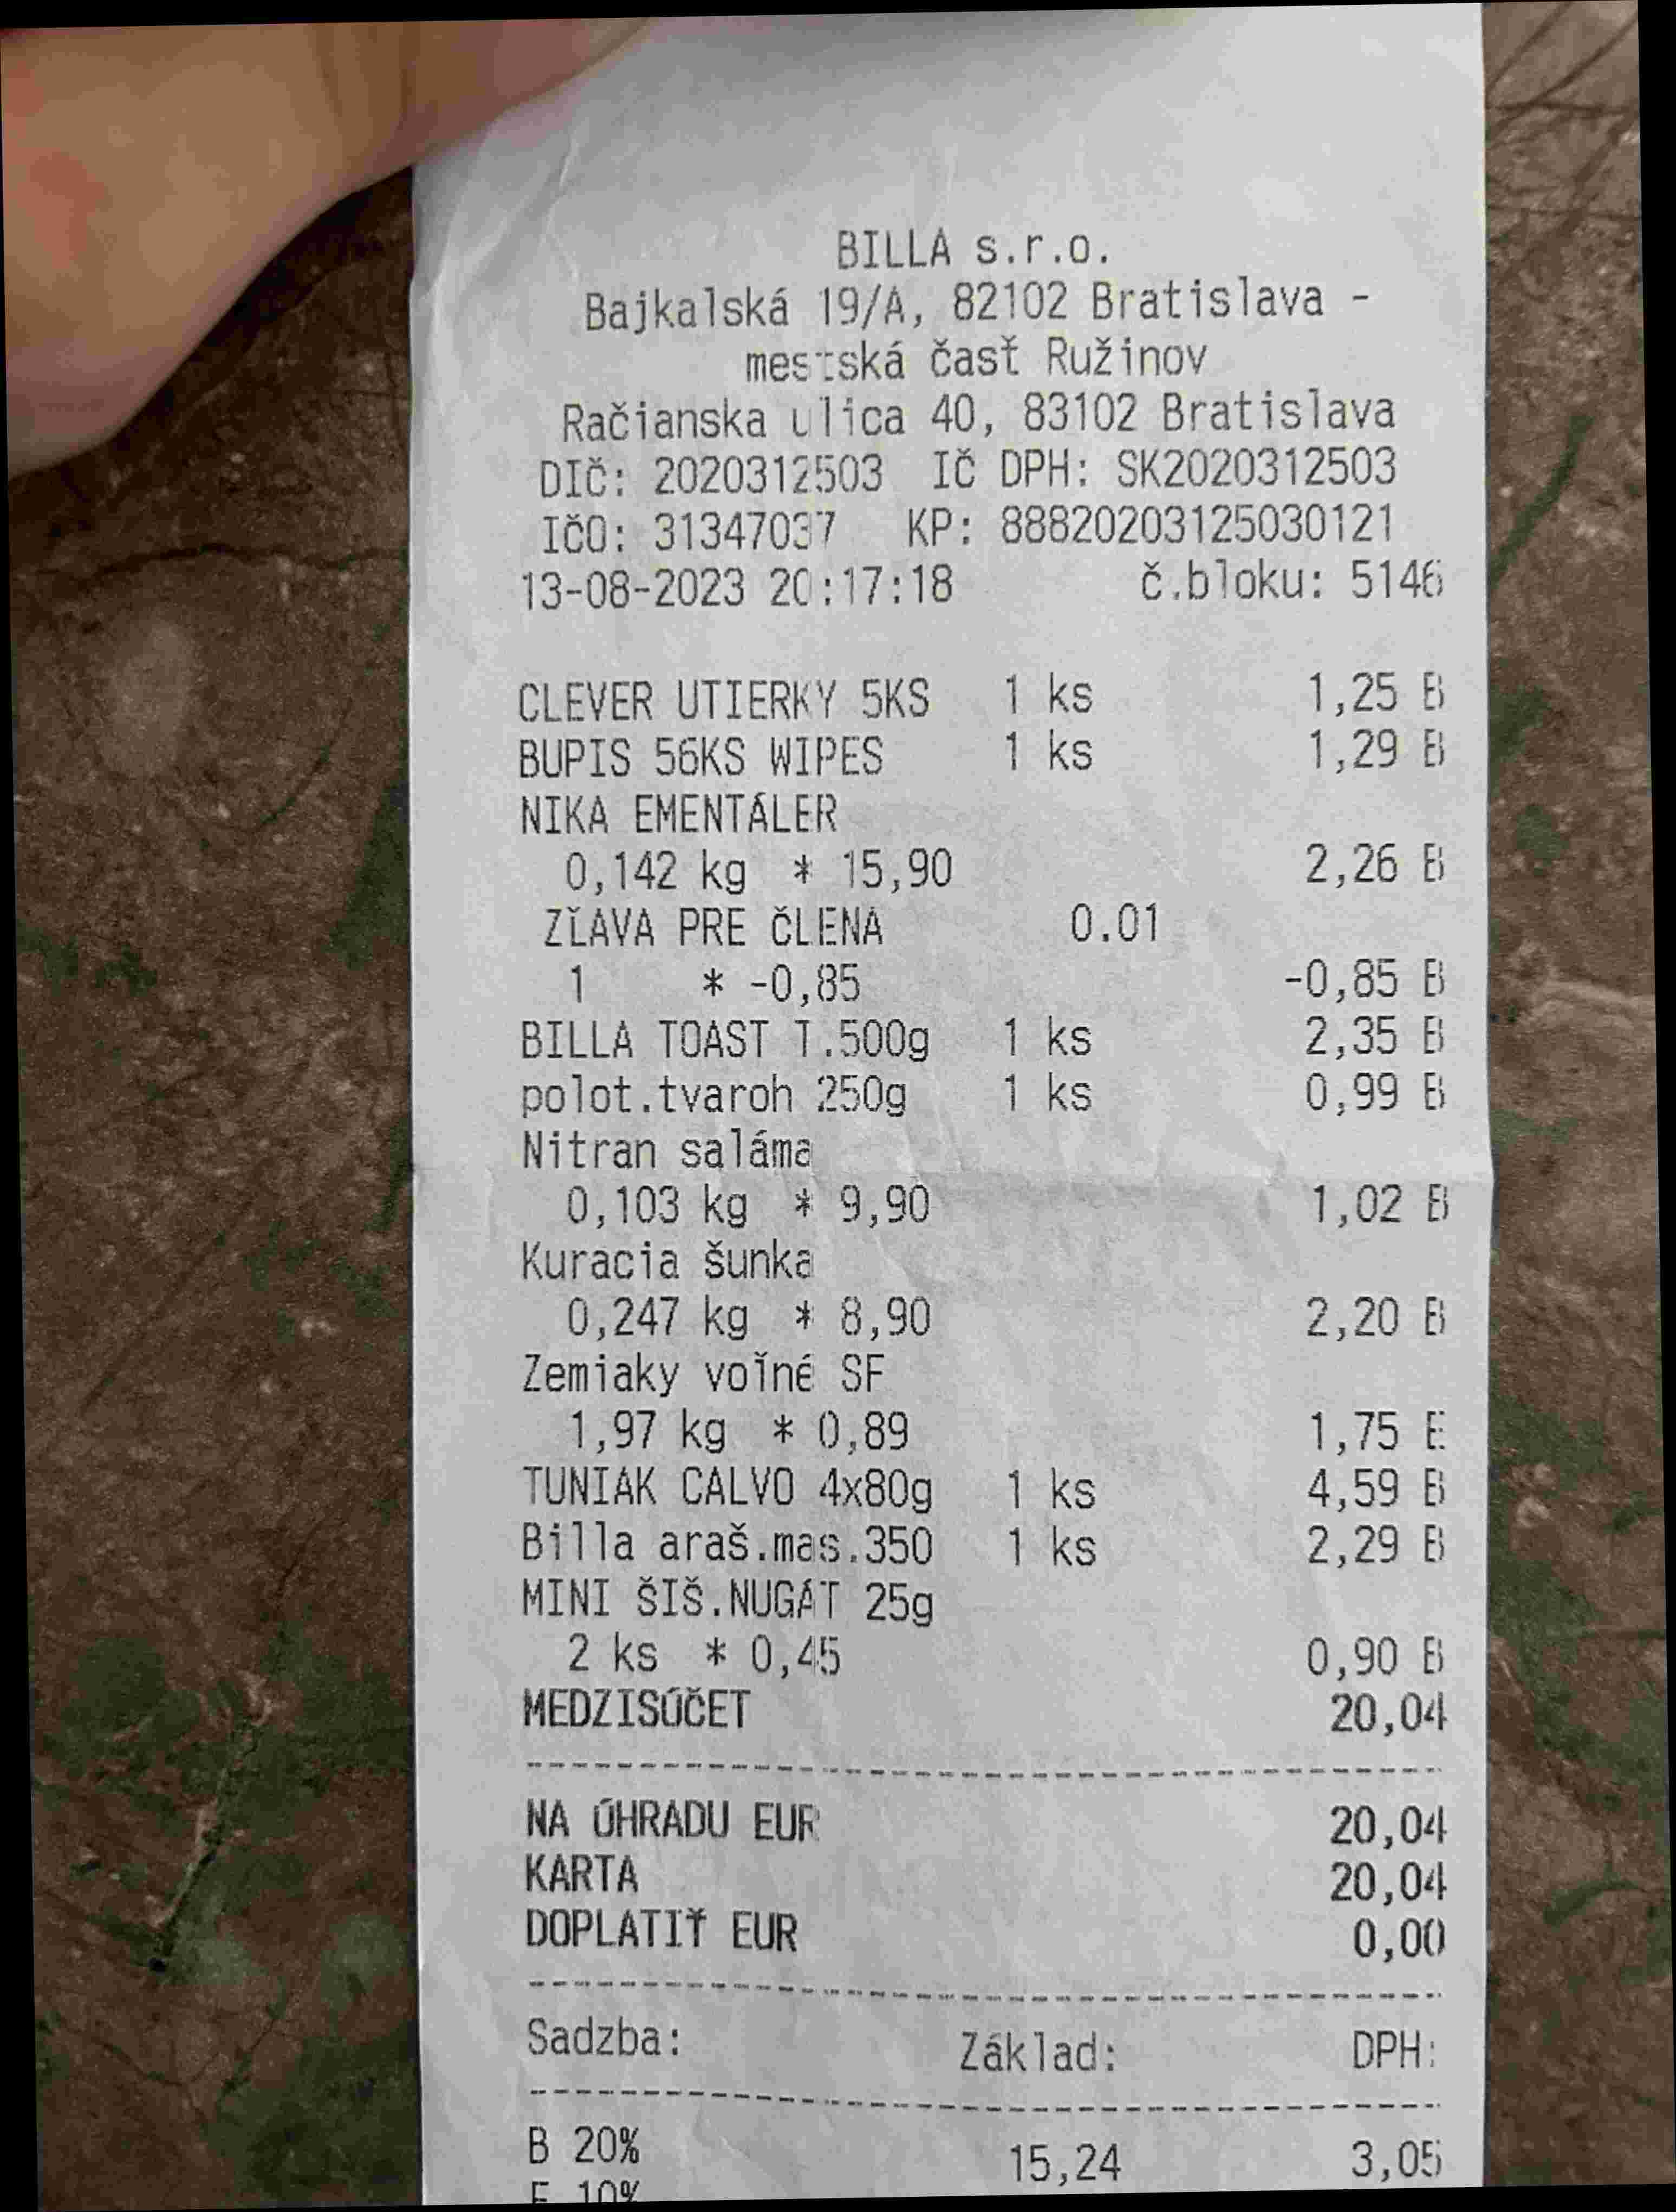 BILLA s.r.o.
Bajkalská 19/A, 82102 Bratislava -
mestská časť Ružinov
Račianska ulica 40, 83102 Bratislava
DIČ: 2020312503 IČ DPH: SK2020312503
IČO: 31347037 KP: 88820203125030121
13-08-2023 20:17:18 č.bloku: 5146
CLEVER UTIERKY 5KS 1 ks 1,25 B
BUPIS 56KS WIPES 1 ks 1,29 B
NIKA EMENTÁLER
0,142 kg * 15,90 2,26 B
ZĽAVA PRE ČLENA 0.01
1 * -0,85 -0,85 B
BILLA TOAST T.500g 1 ks 2,35 B
polot.tvaroh 250g 1 ks 0,99 B
Nitran saláma
0,103 kg * 9,90 1,02 B
Kuracia šunka
0,247 kg * 8,90 2,20 B
Zemiaky voľné SF
1,97 kg * 0,89 1,75 E
TUNIAK CALVO 4x80g 1 ks 4,59 B
Billa araš.mas.350 1 ks 2,29 B
MINI ŠIŠ.NUGÁT 25g
2 ks * 0,45 0,90 B
MEDZISÚČET 20,04
NA ÚHRADU EUR 20,04
KARTA 20,04
DOPLATIŤ EUR 0,00
Sadzba: Základ: DPH:
B 20% 15,24 3,05
E 10%